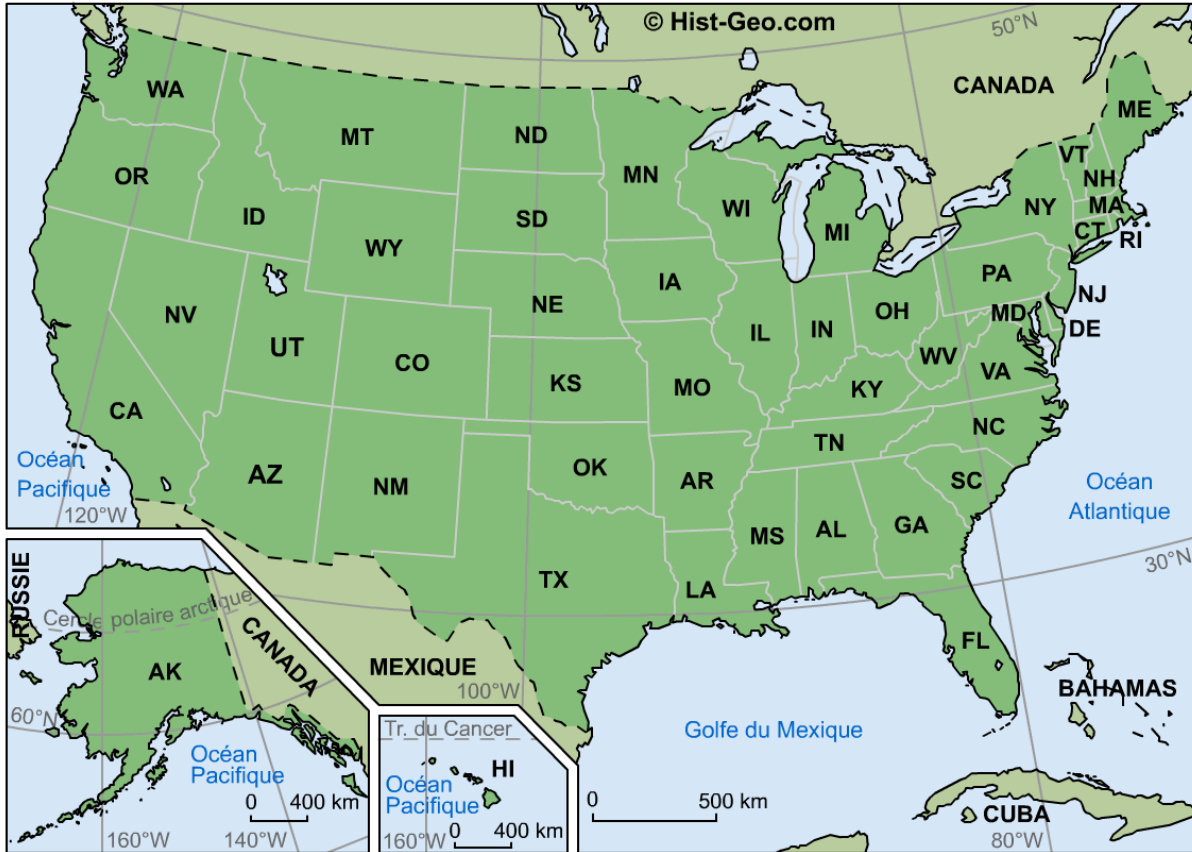 © Hist-Geo.com
50°N
CANADA
WA
MT
ND
MN
ME
OR
ID
WY
SD
WI
MI
NY
VT
NH
MA
CT
RI
NV
UT
CO
NE
IA
IL
IN
OH
PA
NJ
MD
DE
CA
KS
MO
KY
WV
VA
AZ
NM
OK
AR
TN
NC
SC
TX
LA
MS
AL
GA
FL
Océan
Pacifique
120°W
Océan
Atlantique
30°N
RUSSIE
Cercle polaire arctique
CANADA
AK
60°N
MEXIQUE
100°W
Golfe du Mexique
BAHAMAS
Océan
Pacifique
0 400 km
160°W
140°W
Tr. du Cancer
HI
Océan
Pacifique
160°W
0 400 km
0 500 km
CUBA
80°W